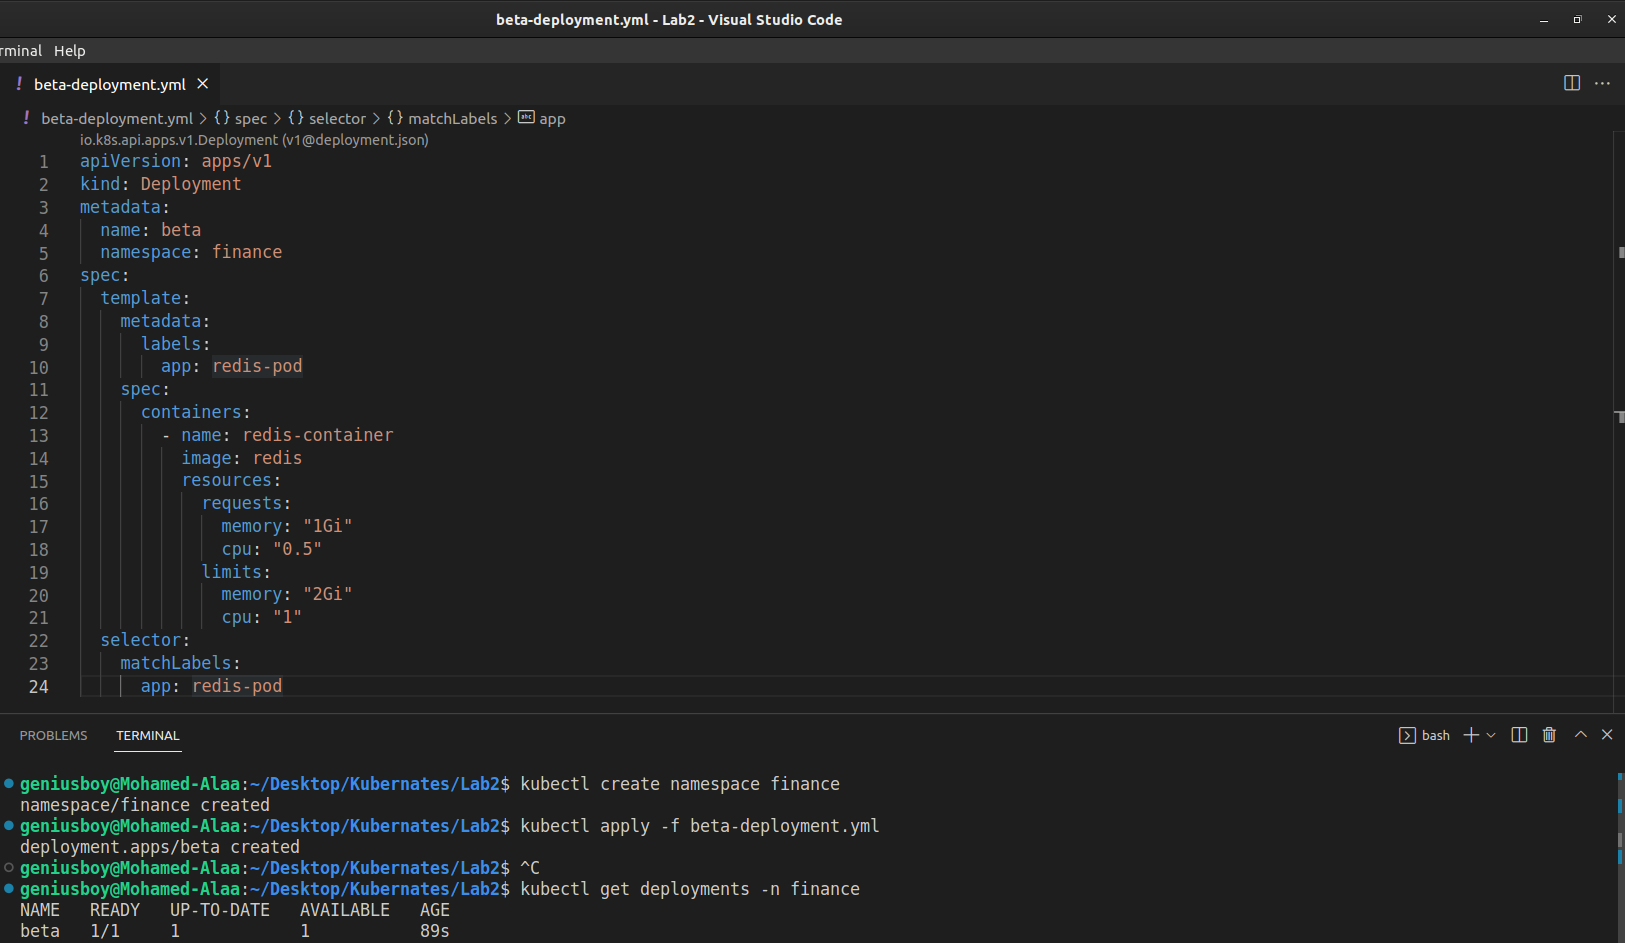 beta-deployment.yml - Lab2 - Visual Studio Code
rminal Help
! beta-deployment.yml
! beta-deployment.yml > {} spec > {} selector > {} matchLabels > abc app
io.k8s.api.apps.v1.Deployment (v1@deployment.json)
1 apiVersion: apps/v1
2 kind: Deployment
3 metadata:
4   name: beta
5   namespace: finance
6 spec:
7   template:
8     metadata:
9       labels:
10         app: redis-pod
11     spec:
12       containers:
13         - name: redis-container
14           image: redis
15           resources:
16             requests:
17               memory: "1Gi"
18               cpu: "0.5"
19             limits:
20               memory: "2Gi"
21               cpu: "1"
22   selector:
23     matchLabels:
24       app: redis-pod
PROBLEMS TERMINAL bash
geniusboy@Mohamed-Alaa:~/Desktop/Kubernates/Lab2$ kubectl create namespace finance
namespace/finance created
geniusboy@Mohamed-Alaa:~/Desktop/Kubernates/Lab2$ kubectl apply -f beta-deployment.yml
deployment.apps/beta created
geniusboy@Mohamed-Alaa:~/Desktop/Kubernates/Lab2$ ^C
geniusboy@Mohamed-Alaa:~/Desktop/Kubernates/Lab2$ kubectl get deployments -n finance
NAME   READY   UP-TO-DATE   AVAILABLE   AGE
beta   1/1     1            1           89s